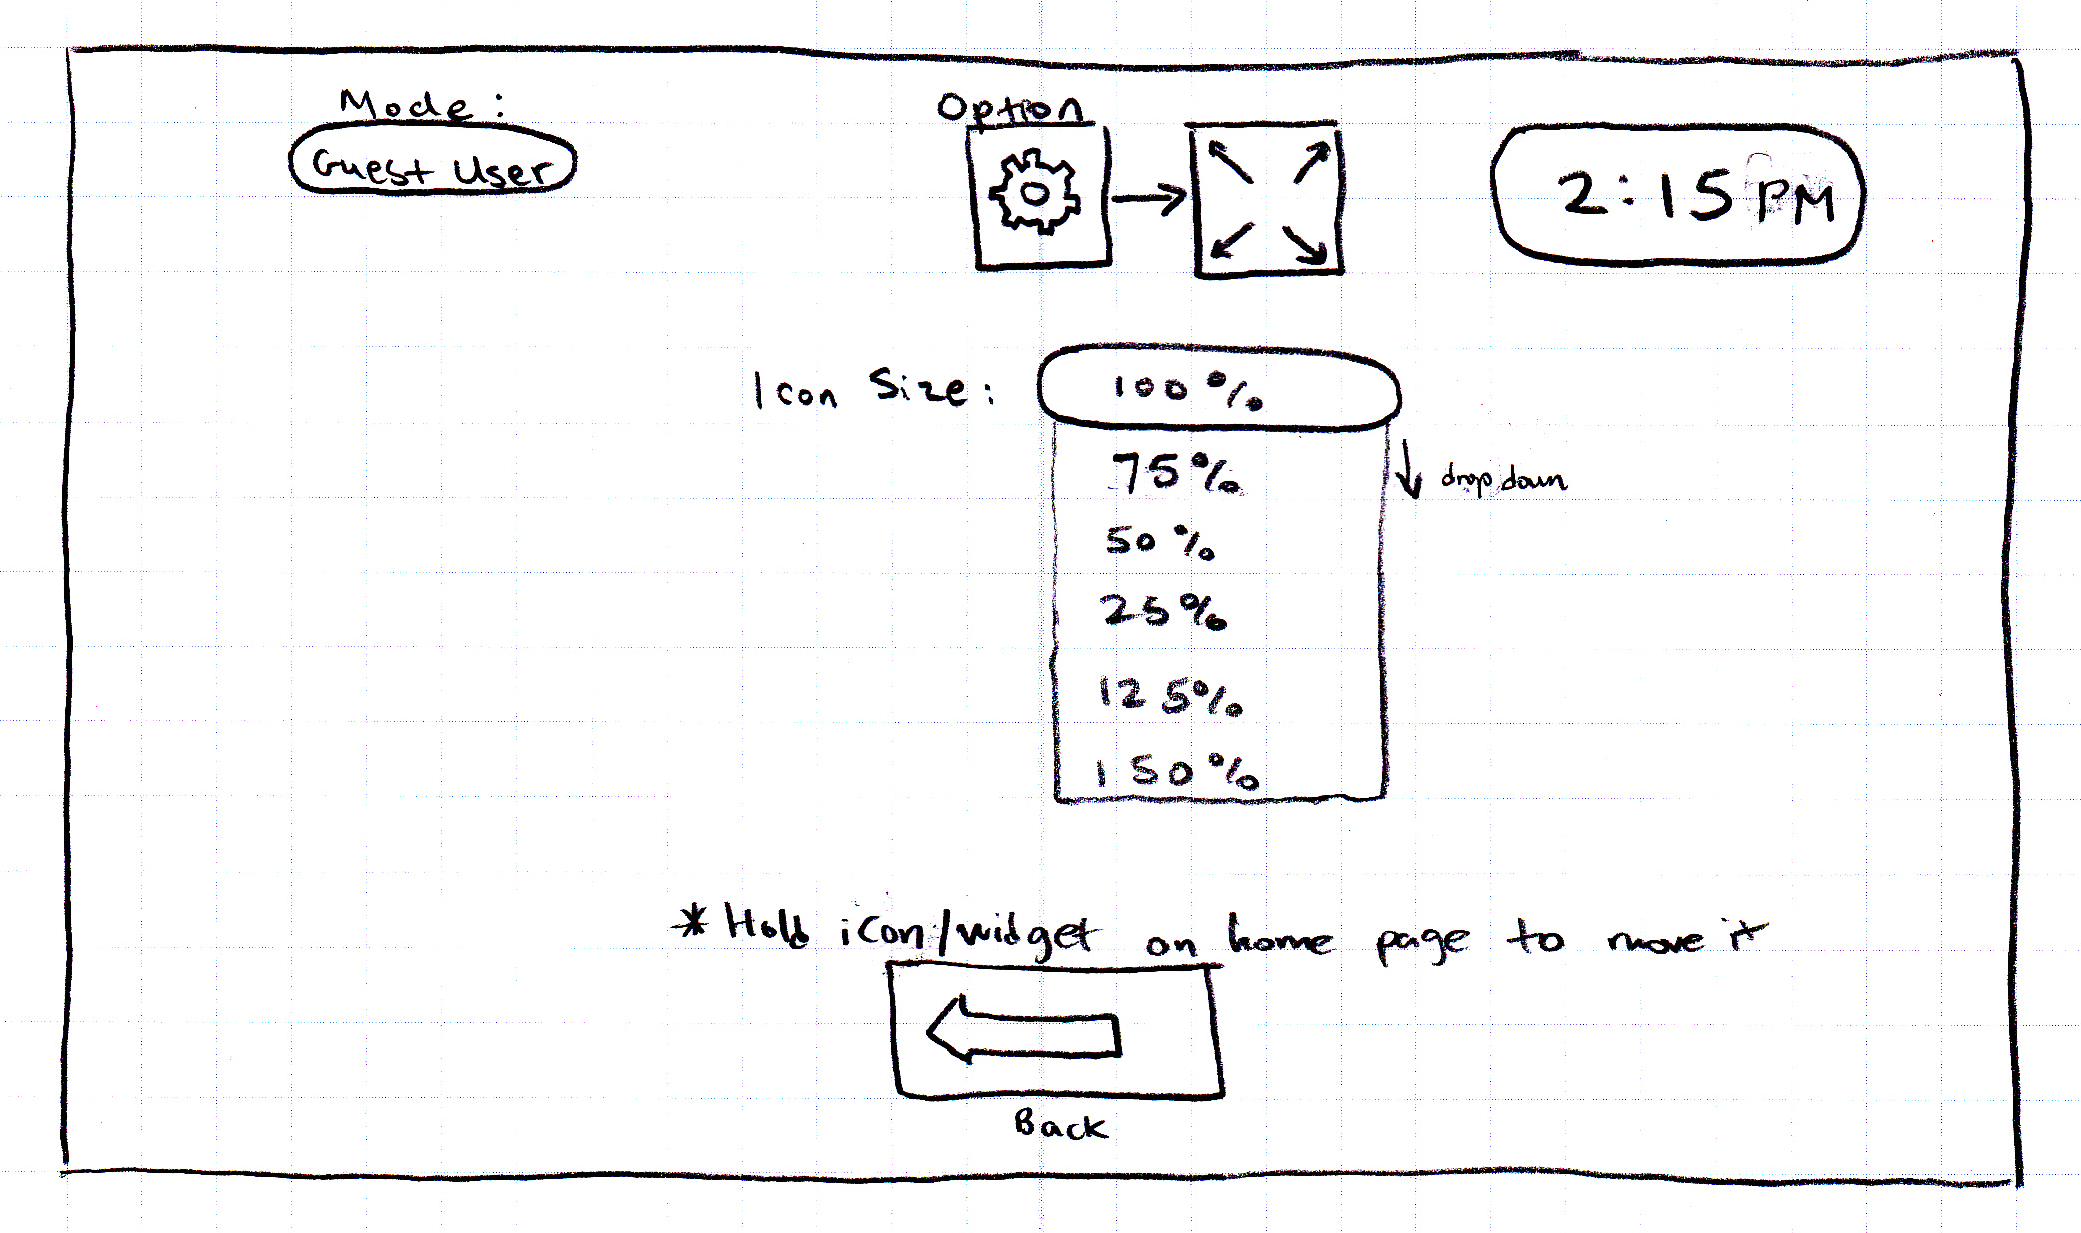 Mode:
Guest User
Option
2:15 PM
Icon Size:
100%
75%
drop down
50%
25%
125%
150%
* Hold icon/widget on home page to move it
Back